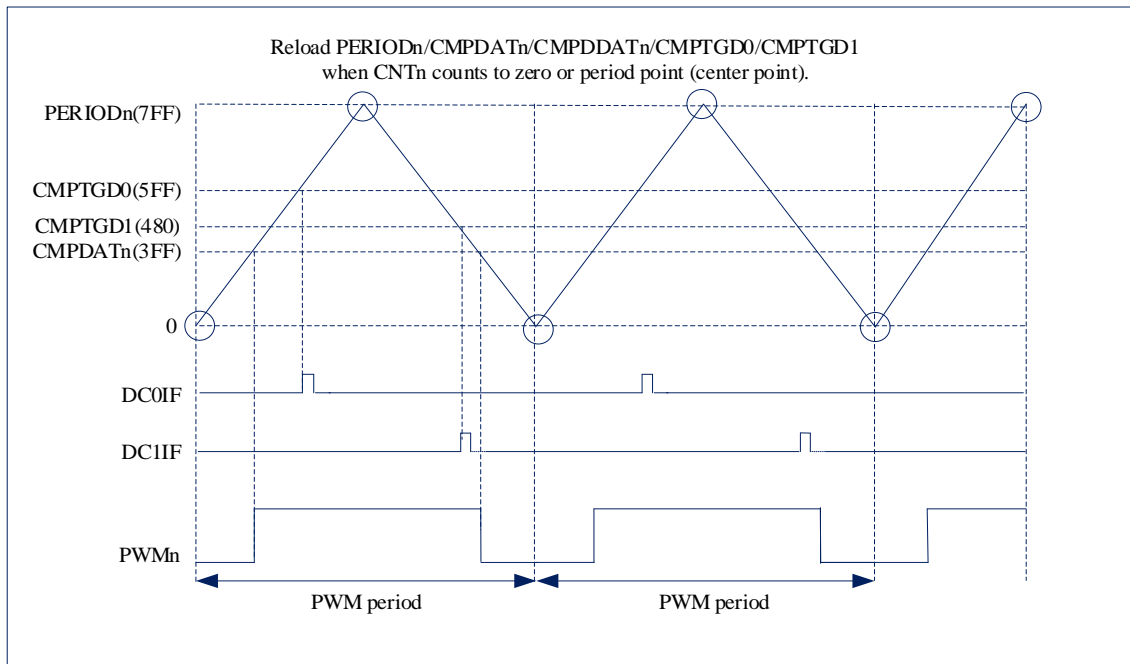 Reload PERIODn/CMPDATn/CMPDDATn/CMPTGD0/CMPTGD1
when CNTn counts to zero or period point (center point).
PERIODn(7FF)
CMPTGD0(5FF)
CMPTGD1(480)
CMPDATn(3FF)
0
DC0IF
DC1IF
PWMn
PWM period
PWM period